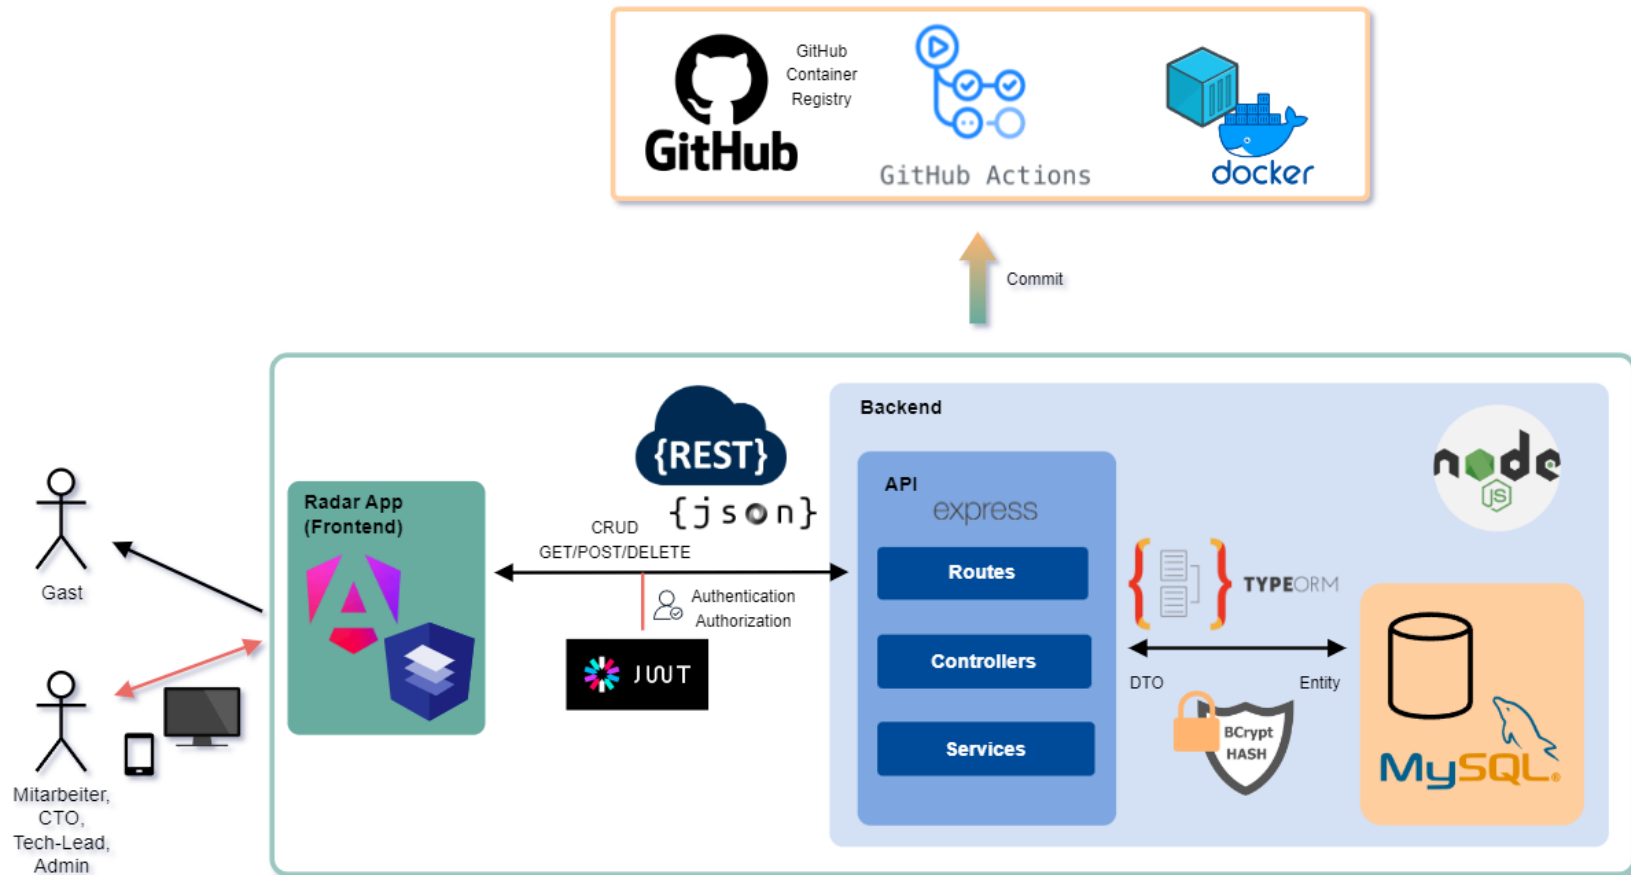 GitHub
Container
Registry
GitHub
GitHub Actions
docker
Commit
Backend
{REST}
{json}
node
JS
API
express
Radar App
(Frontend)
CRUD
GET/POST/DELETE
Routes
TYPEORM
Gast
Authentication
Authorization
JWT
Controllers
DTO
Entity
BCrypt
HASH
Services
MySQL®
Mitarbeiter,
CTO,
Tech-Lead,
Admin